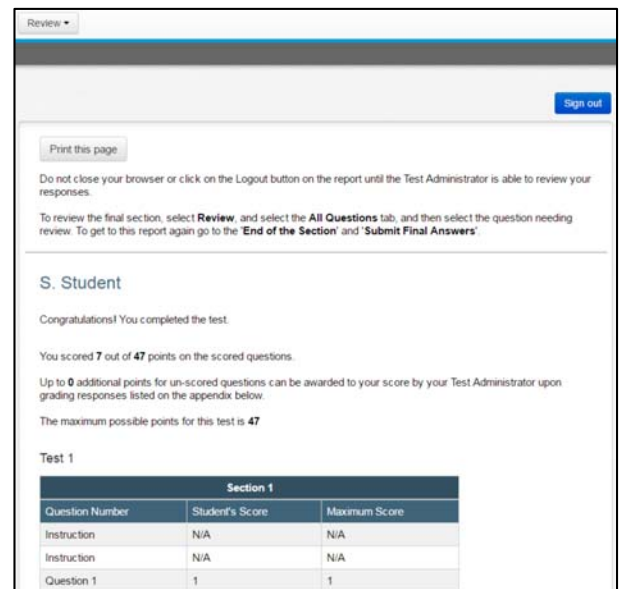 Review
Sign out
Print this page
Do not close your browser or click on the Logout button on the report until the Test Administrator is able to review your
responses.
To review the final section, select Review, and select the All Questions tab, and then select the question needing
review. To get to this report again go to the 'End of the Section' and 'Submit Final Answers'.
S. Student
Congratulations! You completed the test.
You scored 7 out of 47 points on the scored questions.
Up to 0 additional points for un-scored questions can be awarded to your score by your Test Administrator upon
grading responses listed on the appendix below.
The maximum possible points for this test is 47
Test 1
Section 1
Question Number Student's Score Maximum Score
Instruction N/A N/A
Instruction N/A N/A
Question 1 1 1